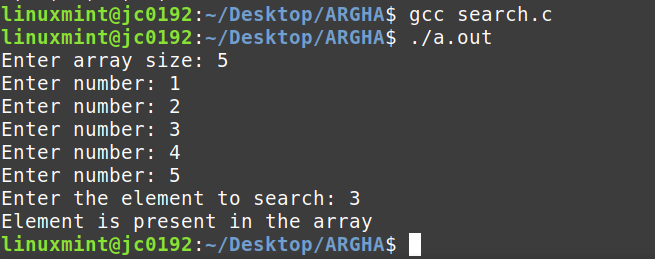 linuxmint@jc0192:~/Desktop/ARGHA$ gcc search.c
linuxmint@jc0192:~/Desktop/ARGHA$ ./a.out
Enter array size: 5
Enter number: 1
Enter number: 2
Enter number: 3
Enter number: 4
Enter number: 5
Enter the element to search: 3
Element is present in the array
linuxmint@jc0192:~/Desktop/ARGHA$